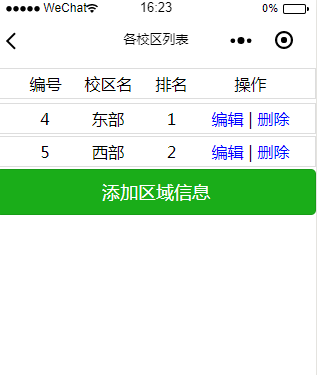 ●●●●● WeChat 16:23 0%
各校区列表
编号 校区名 排名 操作
4 东部 1 编辑 | 删除
5 西部 2 编辑 | 删除
添加区域信息